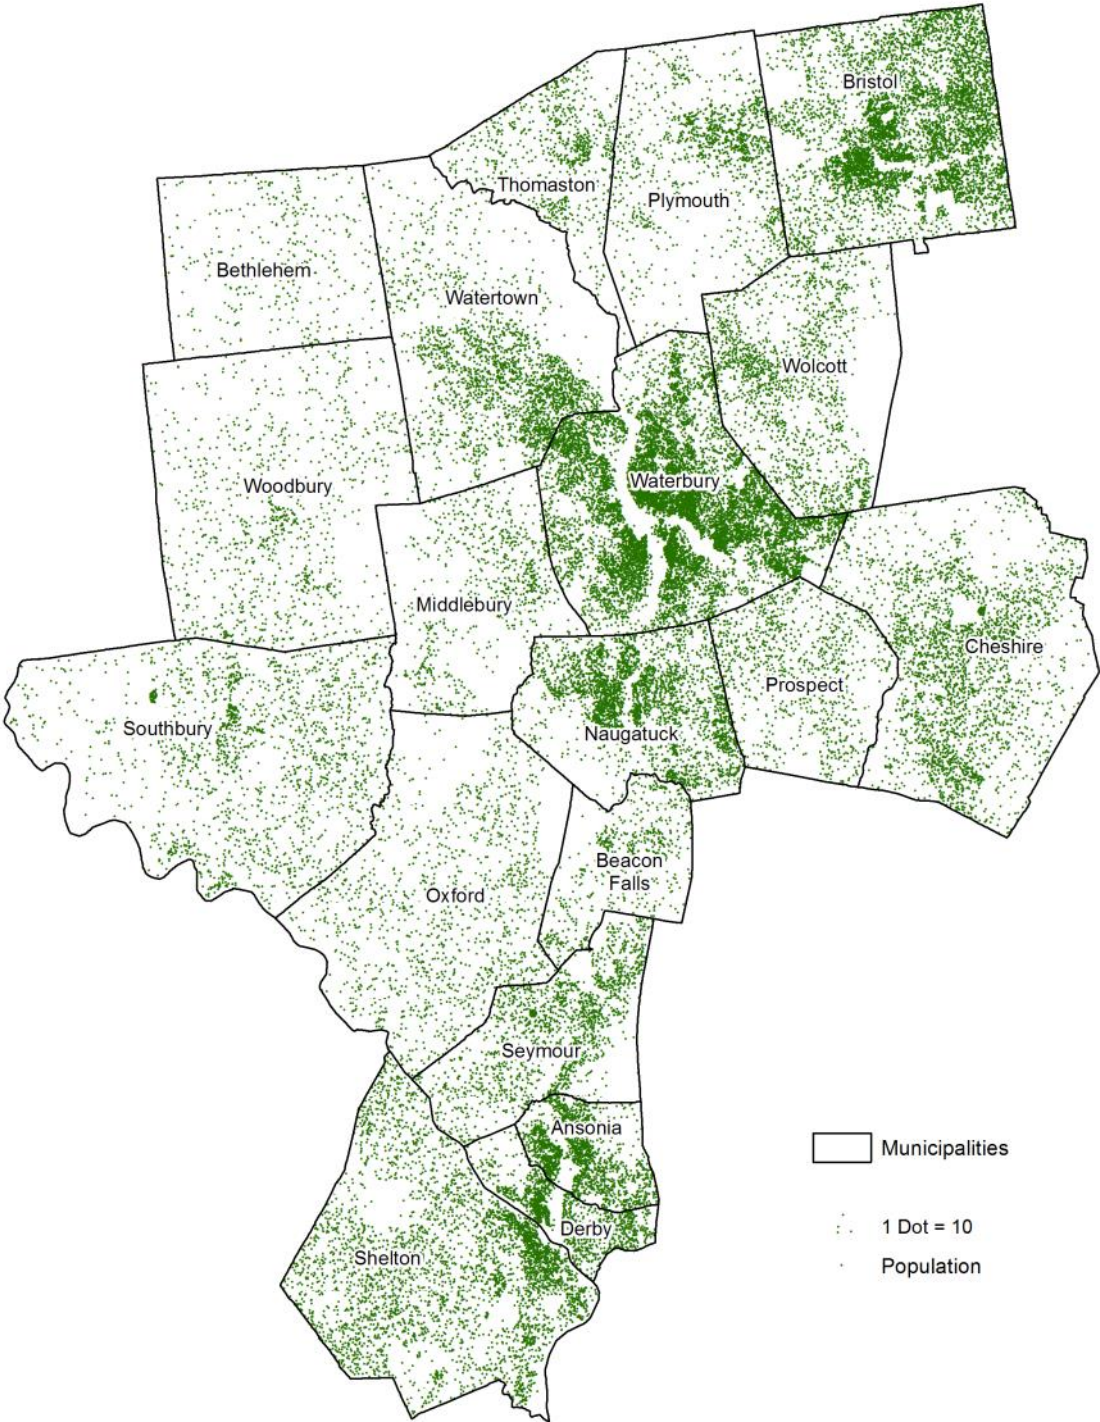 Bristol
Thomaston
Plymouth
Bethlehem
Watertown
Wolcott
Woodbury
Waterbury
Middlebury
Cheshire
Prospect
Southbury
Naugatuck
Beacon
Falls
Oxford
Seymour
Ansonia
Municipalities
1 Dot = 10
Derby
Shelton
Population